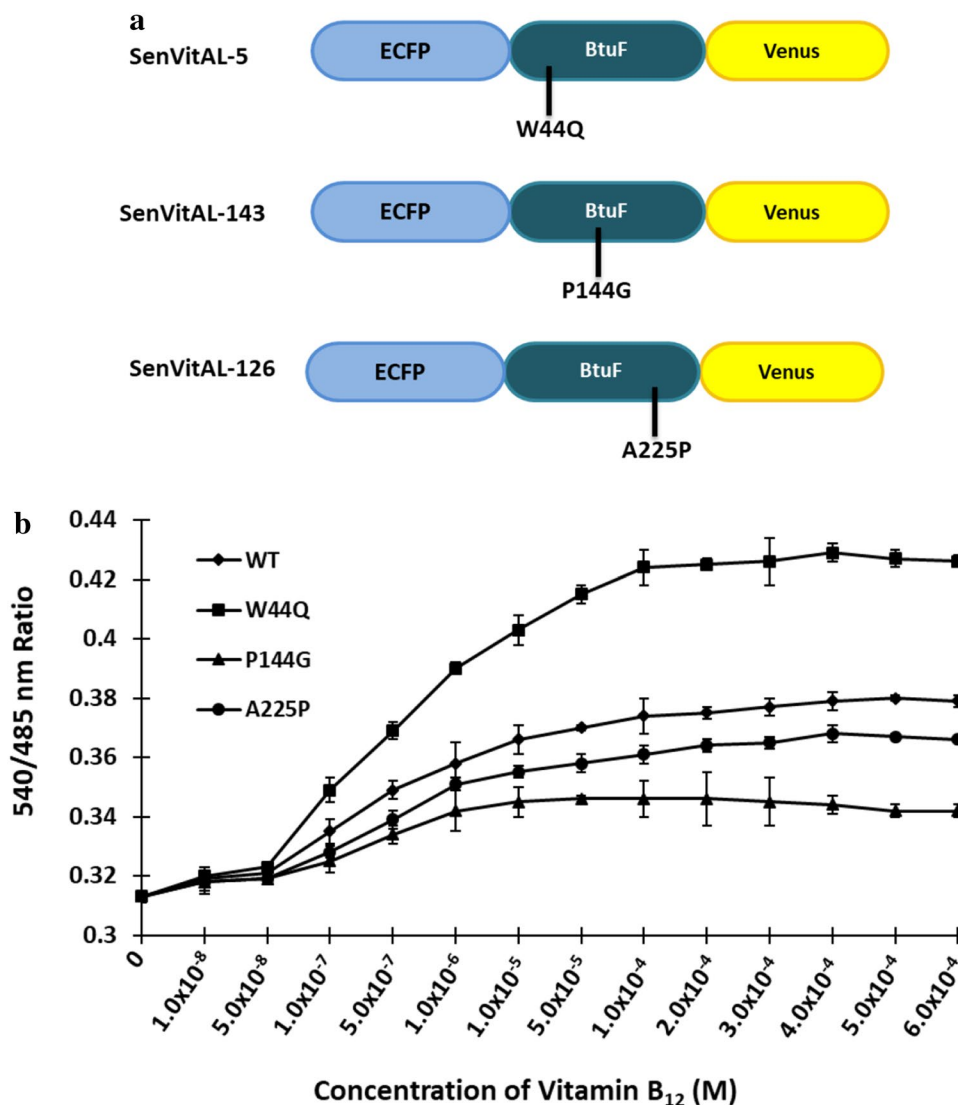 a
SenVitAL-5
ECFP
BtuF
Venus
W44Q
SenVitAL-143
ECFP
BtuF
Venus
P144G
SenVitAL-126
ECFP
BtuF
Venus
A225P
b
0.44
0.42
0.4
0.38
0.36
0.34
0.32
0.3
540/485 nm Ratio
WT
W44Q
P144G
A225P
0
1.0x10⁻⁸
5.0x10⁻⁸
1.0x10⁻⁷
5.0x10⁻⁷
1.0x10⁻⁶
1.0x10⁻⁵
5.0x10⁻⁵
1.0x10⁻⁴
2.0x10⁻⁴
3.0x10⁻⁴
4.0x10⁻⁴
5.0x10⁻⁴
6.0x10⁻⁴
Concentration of Vitamin B₁₂ (M)